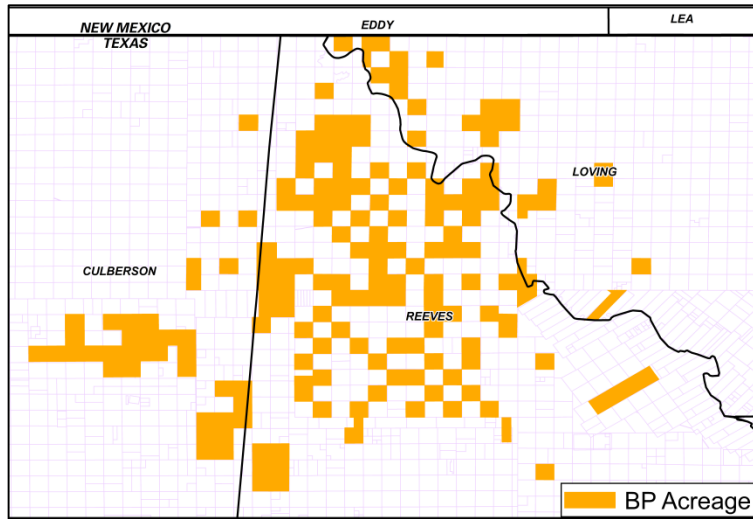 EDDY
LEA
NEW MEXICO
TEXAS
LOVING
CULBERSON
REEVES
BP Acreage